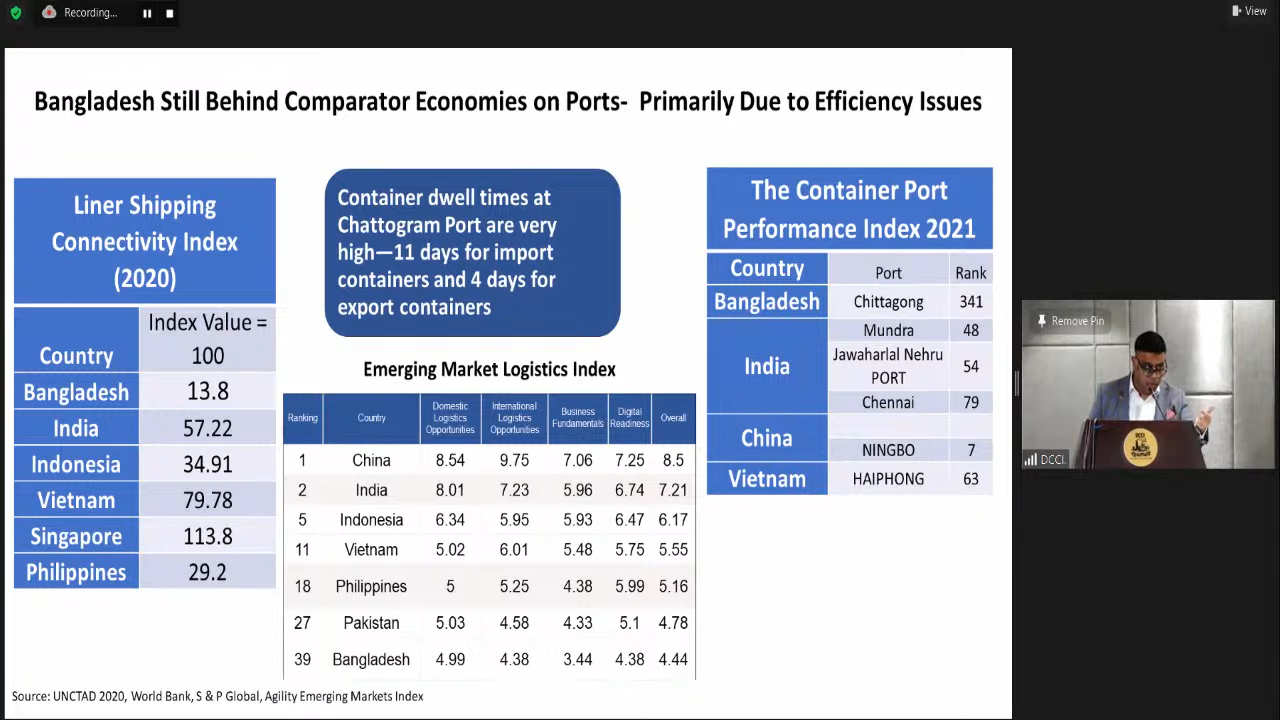 Recording...
View
Bangladesh Still Behind Comparator Economies on Ports- Primarily Due to Efficiency Issues
Liner Shipping
Connectivity Index
(2020)
Country Index Value = 100
Bangladesh 13.8
India 57.22
Indonesia 34.91
Vietnam 79.78
Singapore 113.8
Philippines 29.2
Container dwell times at
Chattogram Port are very
high—11 days for import
containers and 4 days for
export containers
Emerging Market Logistics Index
Ranking Country Domestic Logistics Opportunities International Logistics Opportunities Business Fundamentals Digital Readiness Overall
1 China 8.54 9.75 7.06 7.25 8.5
2 India 8.01 7.23 5.96 6.74 7.21
5 Indonesia 6.34 5.95 5.93 6.47 6.17
11 Vietnam 5.02 6.01 5.48 5.75 5.55
18 Philippines 5 5.25 4.38 5.99 5.16
27 Pakistan 5.03 4.58 4.33 5.1 4.78
39 Bangladesh 4.99 4.38 3.44 4.38 4.44
The Container Port
Performance Index 2021
Country Port Rank
Bangladesh Chittagong 341
India Mundra 48
Jawaharlal Nehru PORT 54
Chennai 79
China NINGBO 7
Vietnam HAIPHONG 63
Remove Pin
DCCI
DCCI.
Source: UNCTAD 2020, World Bank, S & P Global, Agility Emerging Markets Index